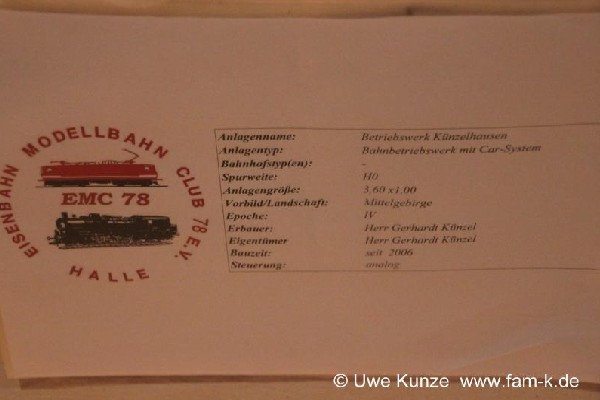 EISENBAHN MODELLBAHN CLUB 78 E.V.
EMC 78
HALLE
Anlagenname: Betriebswerk Künzelhausen
Anlagentyp: Bahnbetriebswerk mit Car-System
Bahnhofstyp(en): -
Spurweite: H0
Anlagengröße: 3,60 x 1,00
Vorbild/Landschaft: Mittelgebirge
Epoche: IV
Erbauer: Herr Gerhardt Künzel
Eigentümer Herr Gerhardt Künzel
Bauzeit: seit 2006
Steuerung: analog
© Uwe Kunze www.fam-k.de